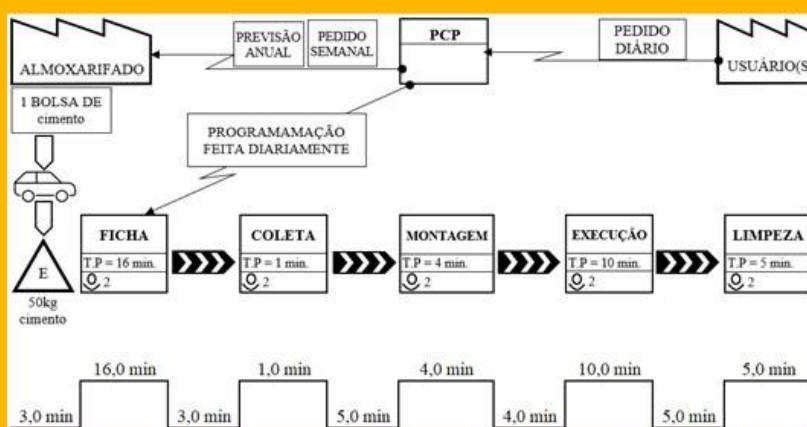 PREVISÃO
ANUAL
PEDIDO
SEMANAL
PCP
PEDIDO
DIÁRIO
ALMOXARIFADO
USUÁRIO(S
1 BOLSA DE
cimento
PROGRAMAMAÇÃO
FEITA DIARIAMENTE
FICHA
COLETA
MONTAGEM
EXECUÇÃO
LIMPEZA
T.P = 16 min.
T.P = 1 min.
T.P = 4 min.
T.P = 10 min.
T.P = 5 min.
2
2
2
2
2
E
50kg
cimento
16,0 min
1,0 min
4,0 min
10,0 min
5,0 min
3,0 min
3,0 min
5,0 min
4,0 min
5,0 min